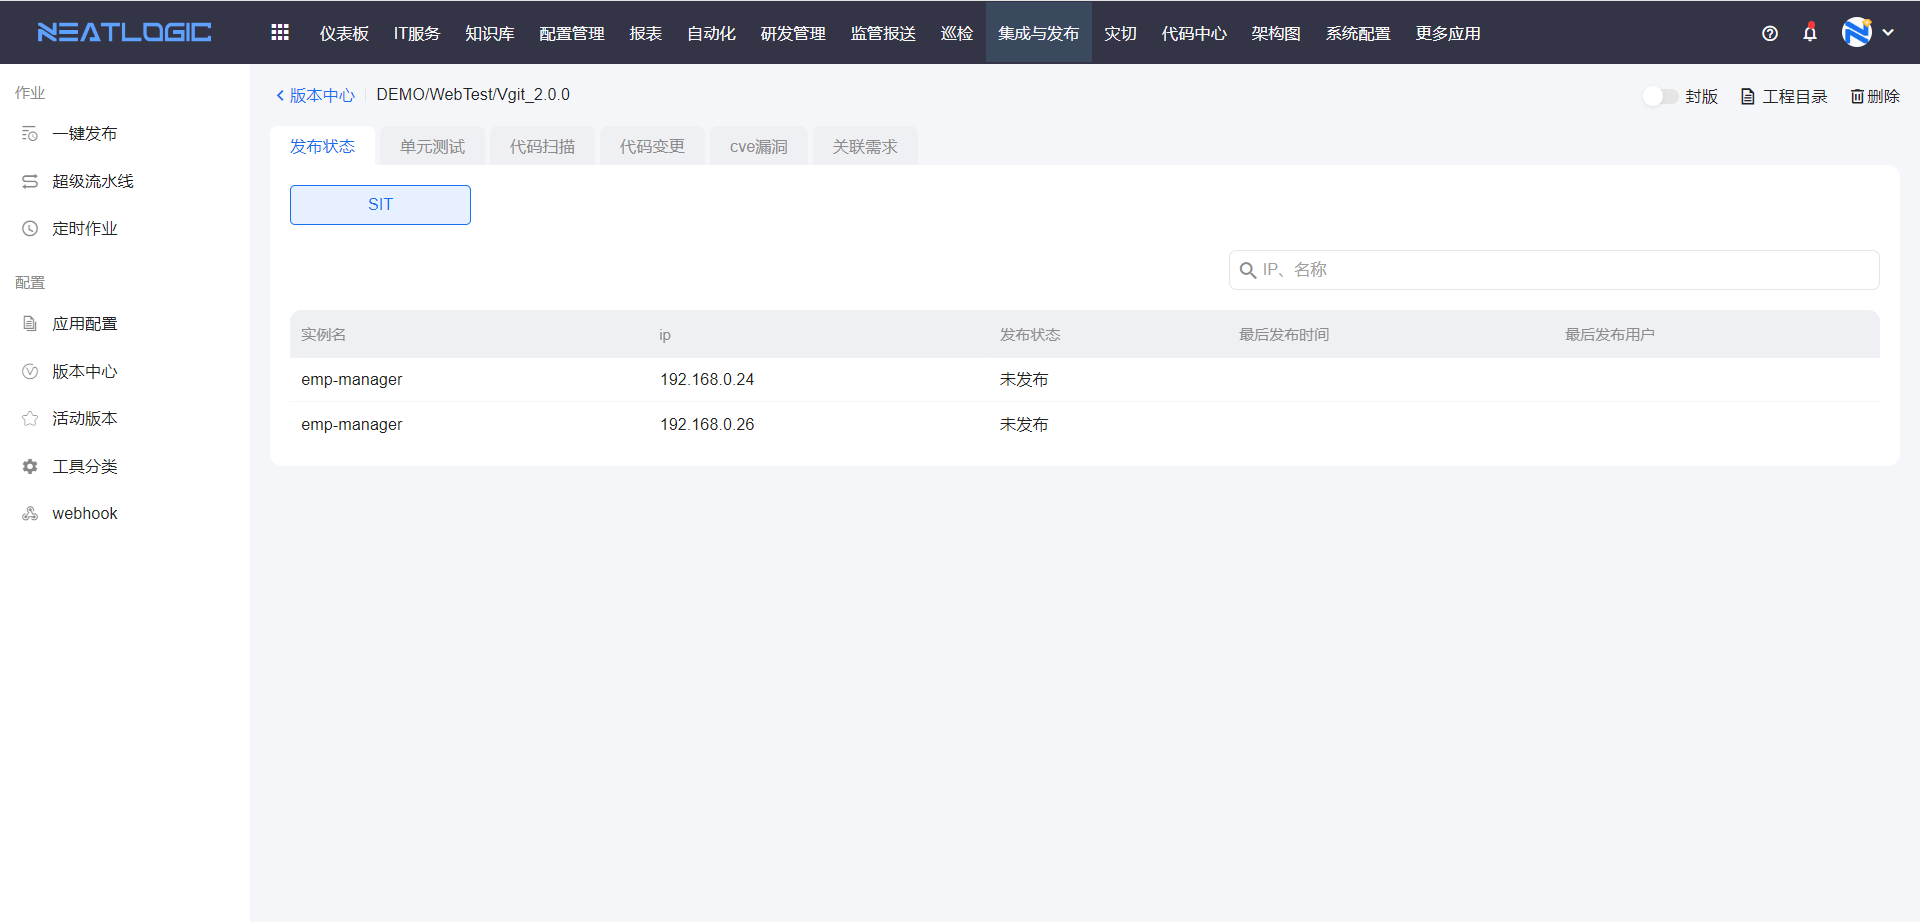 NEATLOGIC 仪表板 IT服务 知识库 配置管理 报表 自动化 研发管理 监管报送 巡检 集成与发布 灾切 代码中心 架构图 系统配置 更多应用
作业
一键发布
超级流水线
定时作业
配置
应用配置
版本中心
活动版本
工具分类
webhook
版本中心 DEMO/WebTest/Vgit_2.0.0 封版 工程目录 删除
发布状态 单元测试 代码扫描 代码变更 cve漏洞 关联需求
SIT
IP、名称
实例名 ip 发布状态 最后发布时间 最后发布用户
emp-manager 192.168.0.24 未发布
emp-manager 192.168.0.26 未发布